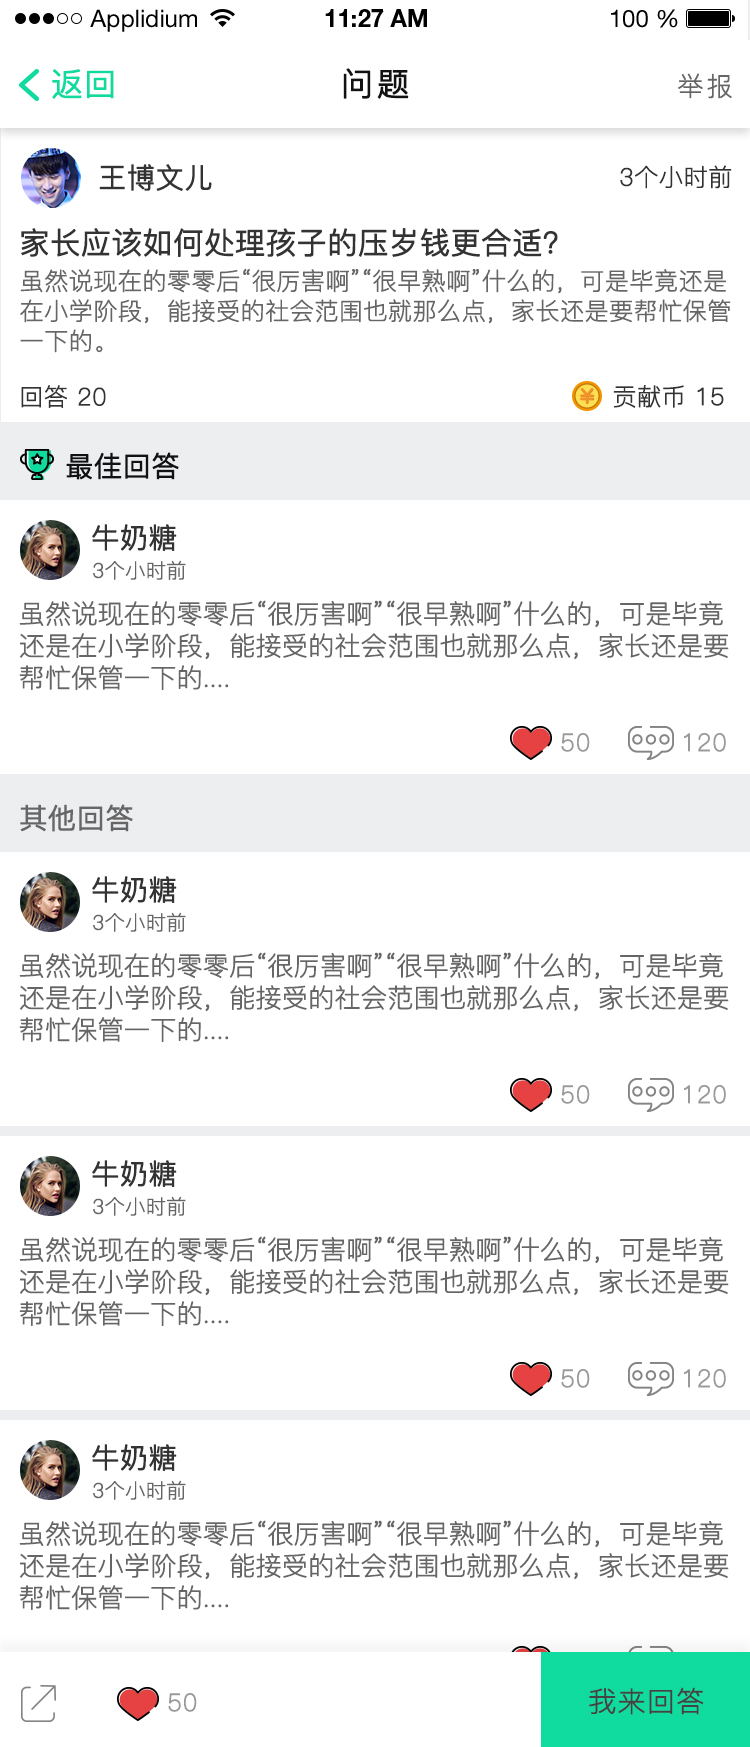 Applidium 11:27 AM 100 %
返回 问题 举报
王博文儿 3个小时前
家长应该如何处理孩子的压岁钱更合适?
虽然说现在的零零后“很厉害啊”“很早熟啊”什么的，可是毕竟还是
在小学阶段，能接受的社会范围也就那么点，家长还是要帮忙保管
一下的。
回答 20 ¥ 贡献币 15
最佳回答
牛奶糖
3个小时前
虽然说现在的零零后“很厉害啊”“很早熟啊”什么的，可是毕竟
还是在小学阶段，能接受的社会范围也就那么点，家长还是要
帮忙保管一下的....
50 120
其他回答
牛奶糖
3个小时前
虽然说现在的零零后“很厉害啊”“很早熟啊”什么的，可是毕竟
还是在小学阶段，能接受的社会范围也就那么点，家长还是要
帮忙保管一下的....
50 120
牛奶糖
3个小时前
虽然说现在的零零后“很厉害啊”“很早熟啊”什么的，可是毕竟
还是在小学阶段，能接受的社会范围也就那么点，家长还是要
帮忙保管一下的....
50 120
牛奶糖
3个小时前
虽然说现在的零零后“很厉害啊”“很早熟啊”什么的，可是毕竟
还是在小学阶段，能接受的社会范围也就那么点，家长还是要
帮忙保管一下的....
50 我来回答